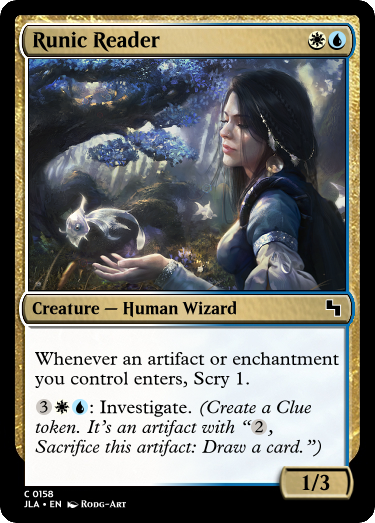 Runic Reader
Creature — Human Wizard
Whenever an artifact or enchantment
you control enters, Scry 1.
3: Investigate. (Create a Clue
token. It's an artifact with “2,
Sacrifice this artifact: Draw a card.”)
1/3
C 0158
JLA • EN Rodg-Art